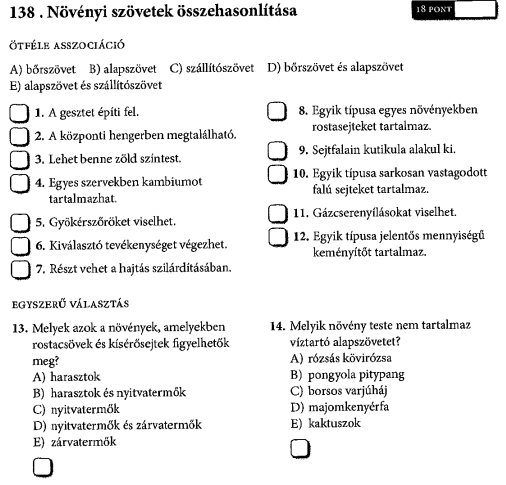 138 . Növényi szövetek összehasonlítása
18 PONT
ÖTFÉLE ASSZOCIÁCIÓ
A) bőrszövet B) alapszövet C) szállítószövet D) bőrszövet és alapszövet
E) alapszövet és szállítószövet
1. A gesztet építi fel.
2. A központi hengerben megtalálható.
3. Lehet benne zöld színtest.
4. Egyes szervekben kambiumot
tartalmazhat.
5. Gyökérszőröket viselhet.
6. Kiválasztó tevékenységet végezhet.
7. Részt vehet a hajtás szilárdításában.
8. Egyik típusa egyes növényekben
rostasejteket tartalmaz.
9. Sejtfalain kutikula alakul ki.
10. Egyik típusa sarkosan vastagodott
falú sejteket tartalmaz.
11. Gázcserenyílásokat viselhet.
12. Egyik típusa jelentős mennyiségű
keményítőt tartalmaz.
EGYSZERŰ VÁLASZTÁS
13. Melyek azok a növények, amelyekben
rostacsövek és kísérősejtek figyelhetők
meg?
A) harasztok
B) harasztok és nyitvatermők
C) nyitvatermők
D) nyitvatermők és zárvatermők
E) zárvatermők
14. Melyik növény teste nem tartalmaz
víztartó alapszövetet?
A) rózsás kövirózsa
B) pongyola pitypang
C) borsos varjúháj
D) majomkenyérfa
E) kaktuszok